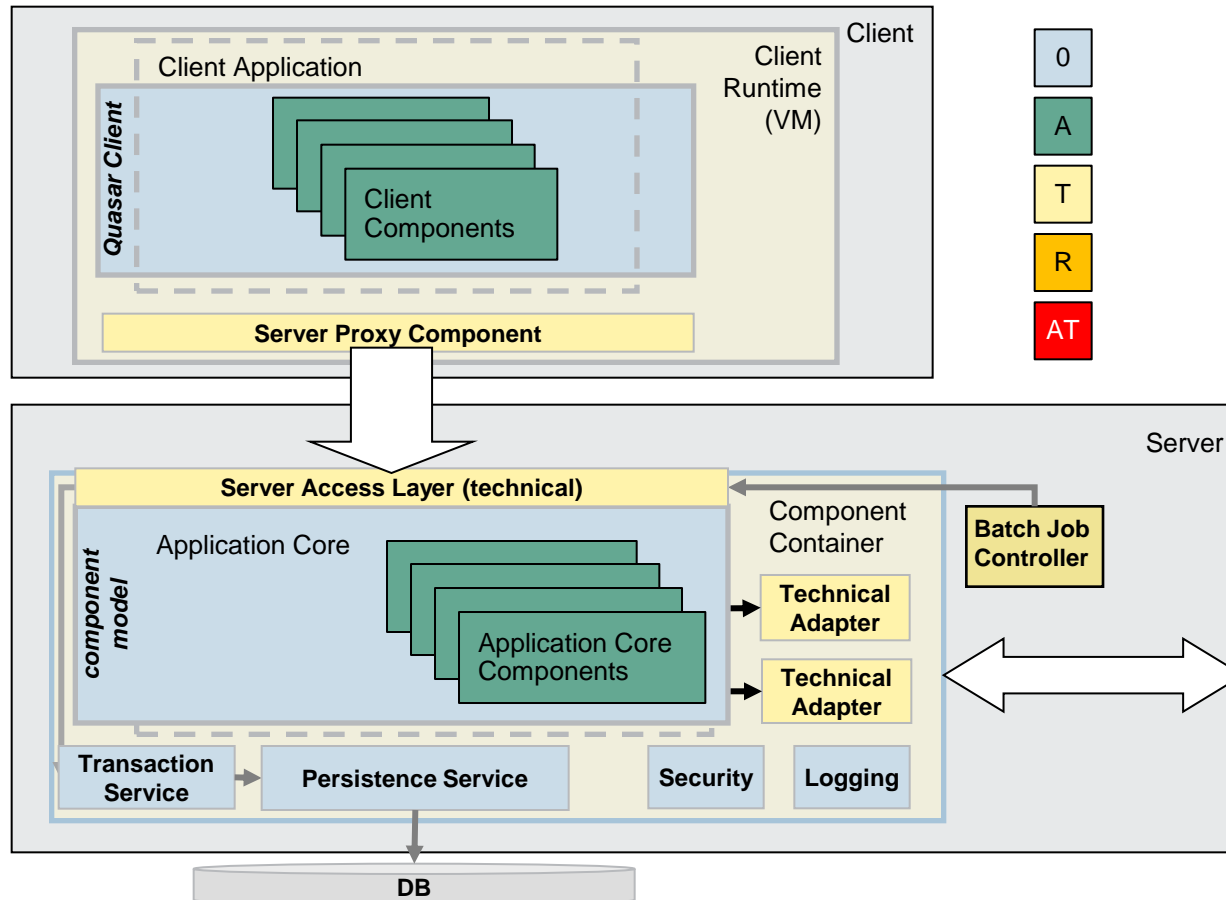 Client
Client Application
Client
Runtime
(VM)
Quasar Client
Client
Components
Server Proxy Component
0
A
T
R
AT
Server
Server Access Layer (technical)
component
model
Application Core
Application Core
Components
Component
Container
Batch Job
Controller
Technical
Adapter
Technical
Adapter
Transaction
Service
Persistence Service
Security
Logging
DB